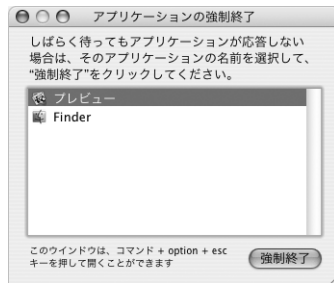 アプリケーションの強制終了
しばらく待ってもアプリケーションが応答しない
場合は、そのアプリケーションの名前を選択して、
“強制終了”をクリックしてください。
プレビュー
Finder
このウインドウは、コマンド + option + esc
キーを押して開くことができます
強制終了